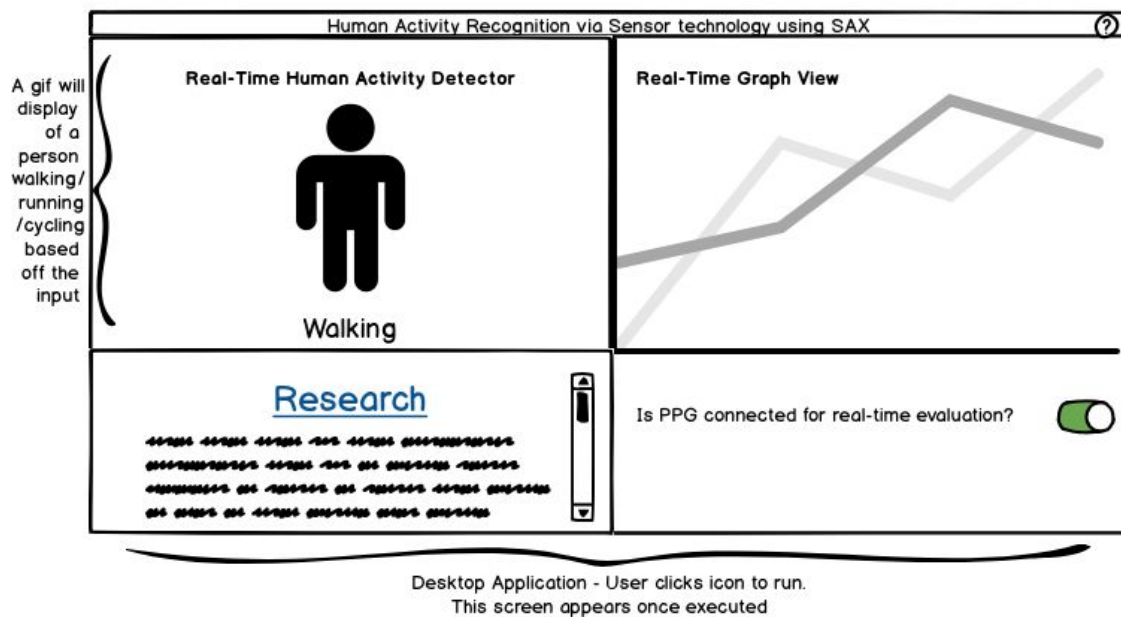 Human Activity Recognition via Sensor technology using SAX
?
A gif will
display
of a
person
walking/
running
/cycling
based
off the
input
Real-Time Human Activity Detector
Walking
Real-Time Graph View
Research
Is PPG connected for real-time evaluation?
Desktop Application - User clicks icon to run.
This screen appears once executed